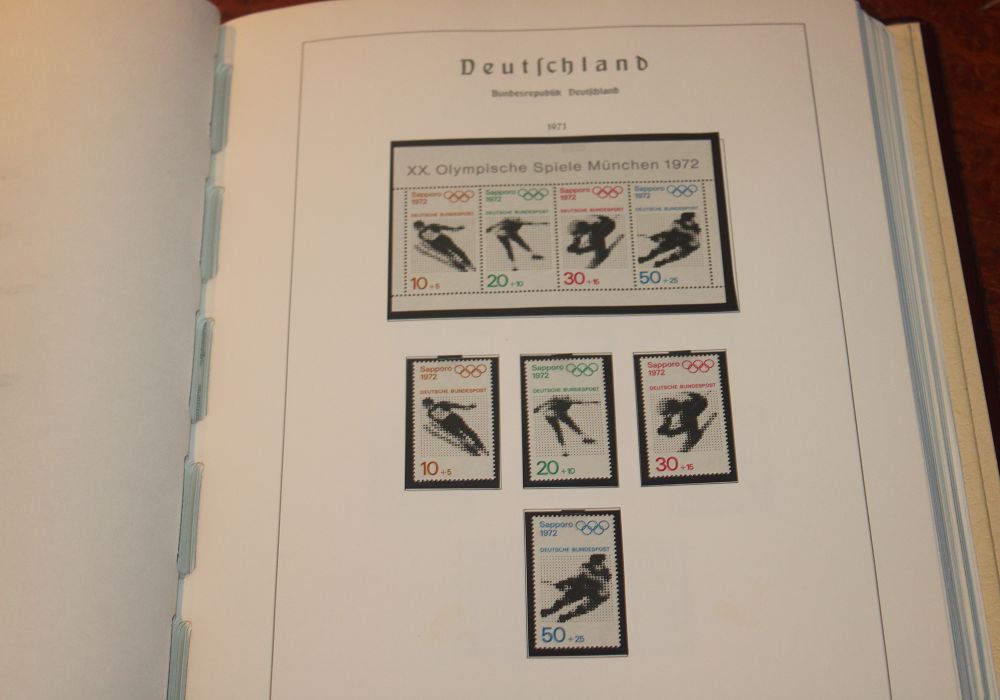 Deutſchland
Bundesrepublik Deutſchland
1971
XX. Olympische Spiele München 1972
Sapporo
1972
DEUTSCHE BUNDESPOST
10+5
Sapporo
1972
DEUTSCHE BUNDESPOST
20+10
Sapporo
1972
DEUTSCHE BUNDESPOST
30+15
Sapporo
1972
DEUTSCHE BUNDESPOST
50+25
Sapporo
1972
DEUTSCHE BUNDESPOST
10+5
Sapporo
1972
DEUTSCHE BUNDESPOST
20+10
Sapporo
1972
DEUTSCHE BUNDESPOST
30+15
Sapporo
1972
DEUTSCHE BUNDESPOST
50+25